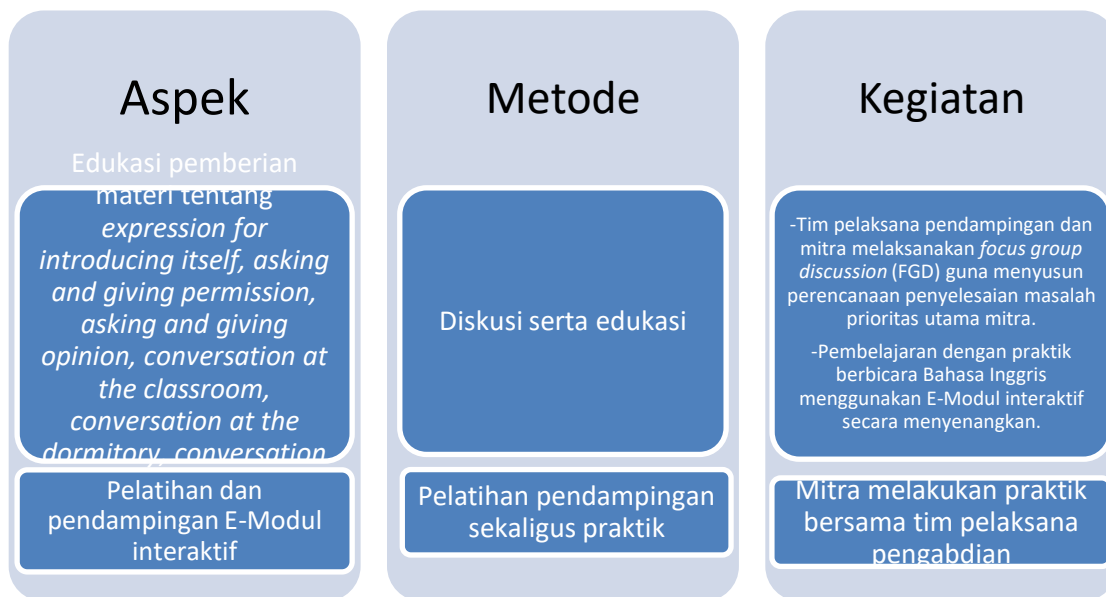 Aspek
Edukasi pemberian
materi tentang
expression for
introducing itself, asking
and giving permission,
asking and giving
opinion, conversation at
the classroom,
conversation at the
dormitory, conversation
Pelatihan dan
pendampingan E-Modul
interaktif
Metode
Diskusi serta edukasi
Pelatihan pendampingan
sekaligus praktik
Kegiatan
-Tim pelaksana pendampingan dan
mitra melaksanakan focus group
discussion (FGD) guna menyusun
perencanaan penyelesaian masalah
prioritas utama mitra.
-Pembelajaran dengan praktik
berbicara Bahasa Inggris
menggunakan E-Modul interaktif
secara menyenangkan.
Mitra melakukan praktik
bersama tim pelaksana
pengabdian